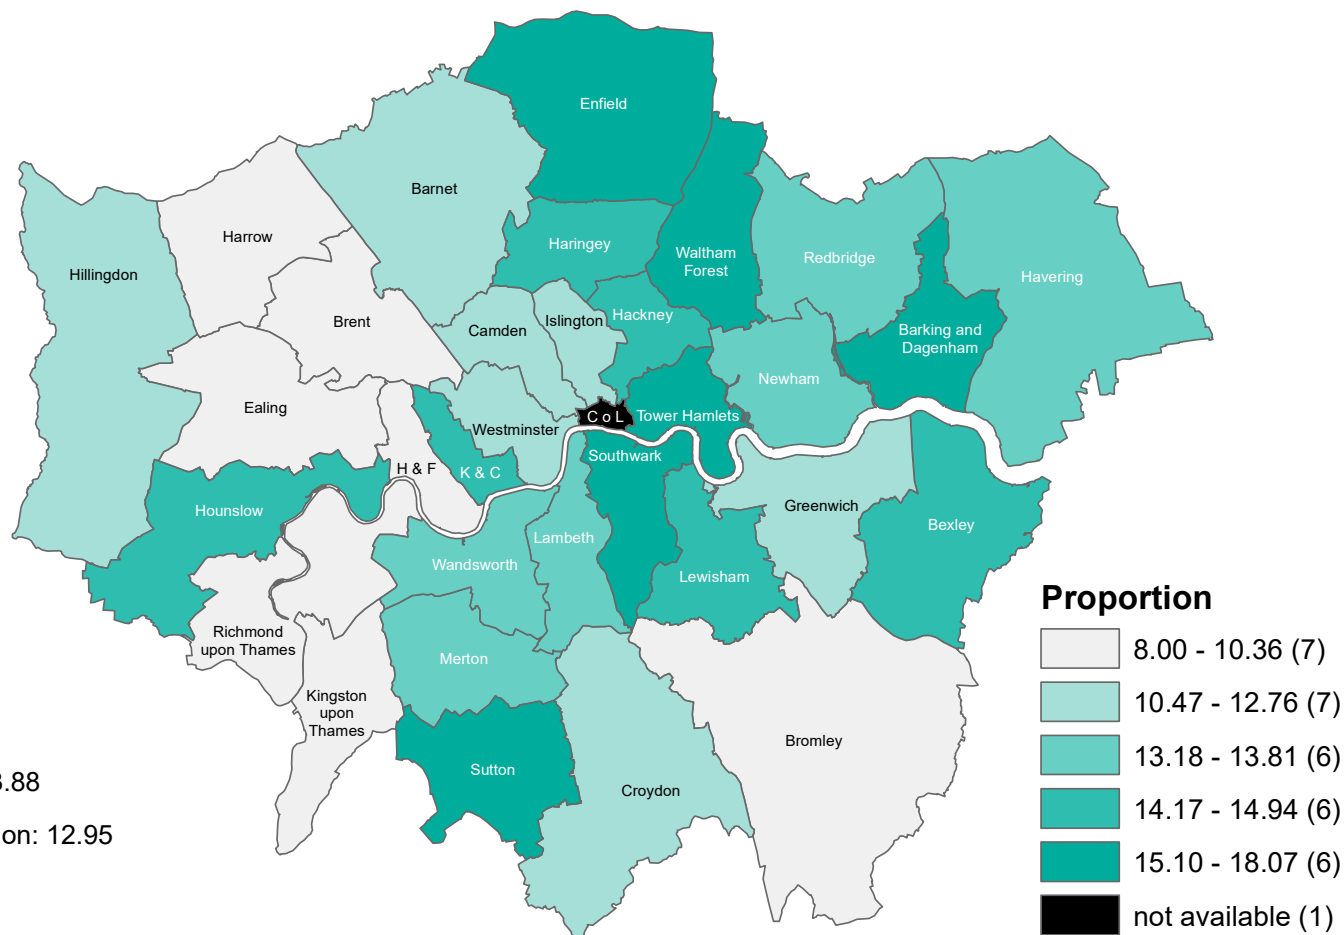 Enfield
Barnet
Harrow
Haringey
Waltham
Forest
Redbridge
Havering
Hillingdon
Brent
Camden
Islington
Hackney
Barking and
Dagenham
Newham
Ealing
Westminster
C o L
Tower Hamlets
Southwark
H & F
K & C
Hounslow
Greenwich
Bexley
Lambeth
Wandsworth
Lewisham
Richmond
upon Thames
Merton
Kingston
upon
Thames
Bromley
Sutton
Croydon
.88
on: 12.95
Proportion
8.00 - 10.36 (7)
10.47 - 12.76 (7)
13.18 - 13.81 (6)
14.17 - 14.94 (6)
15.10 - 18.07 (6)
not available (1)